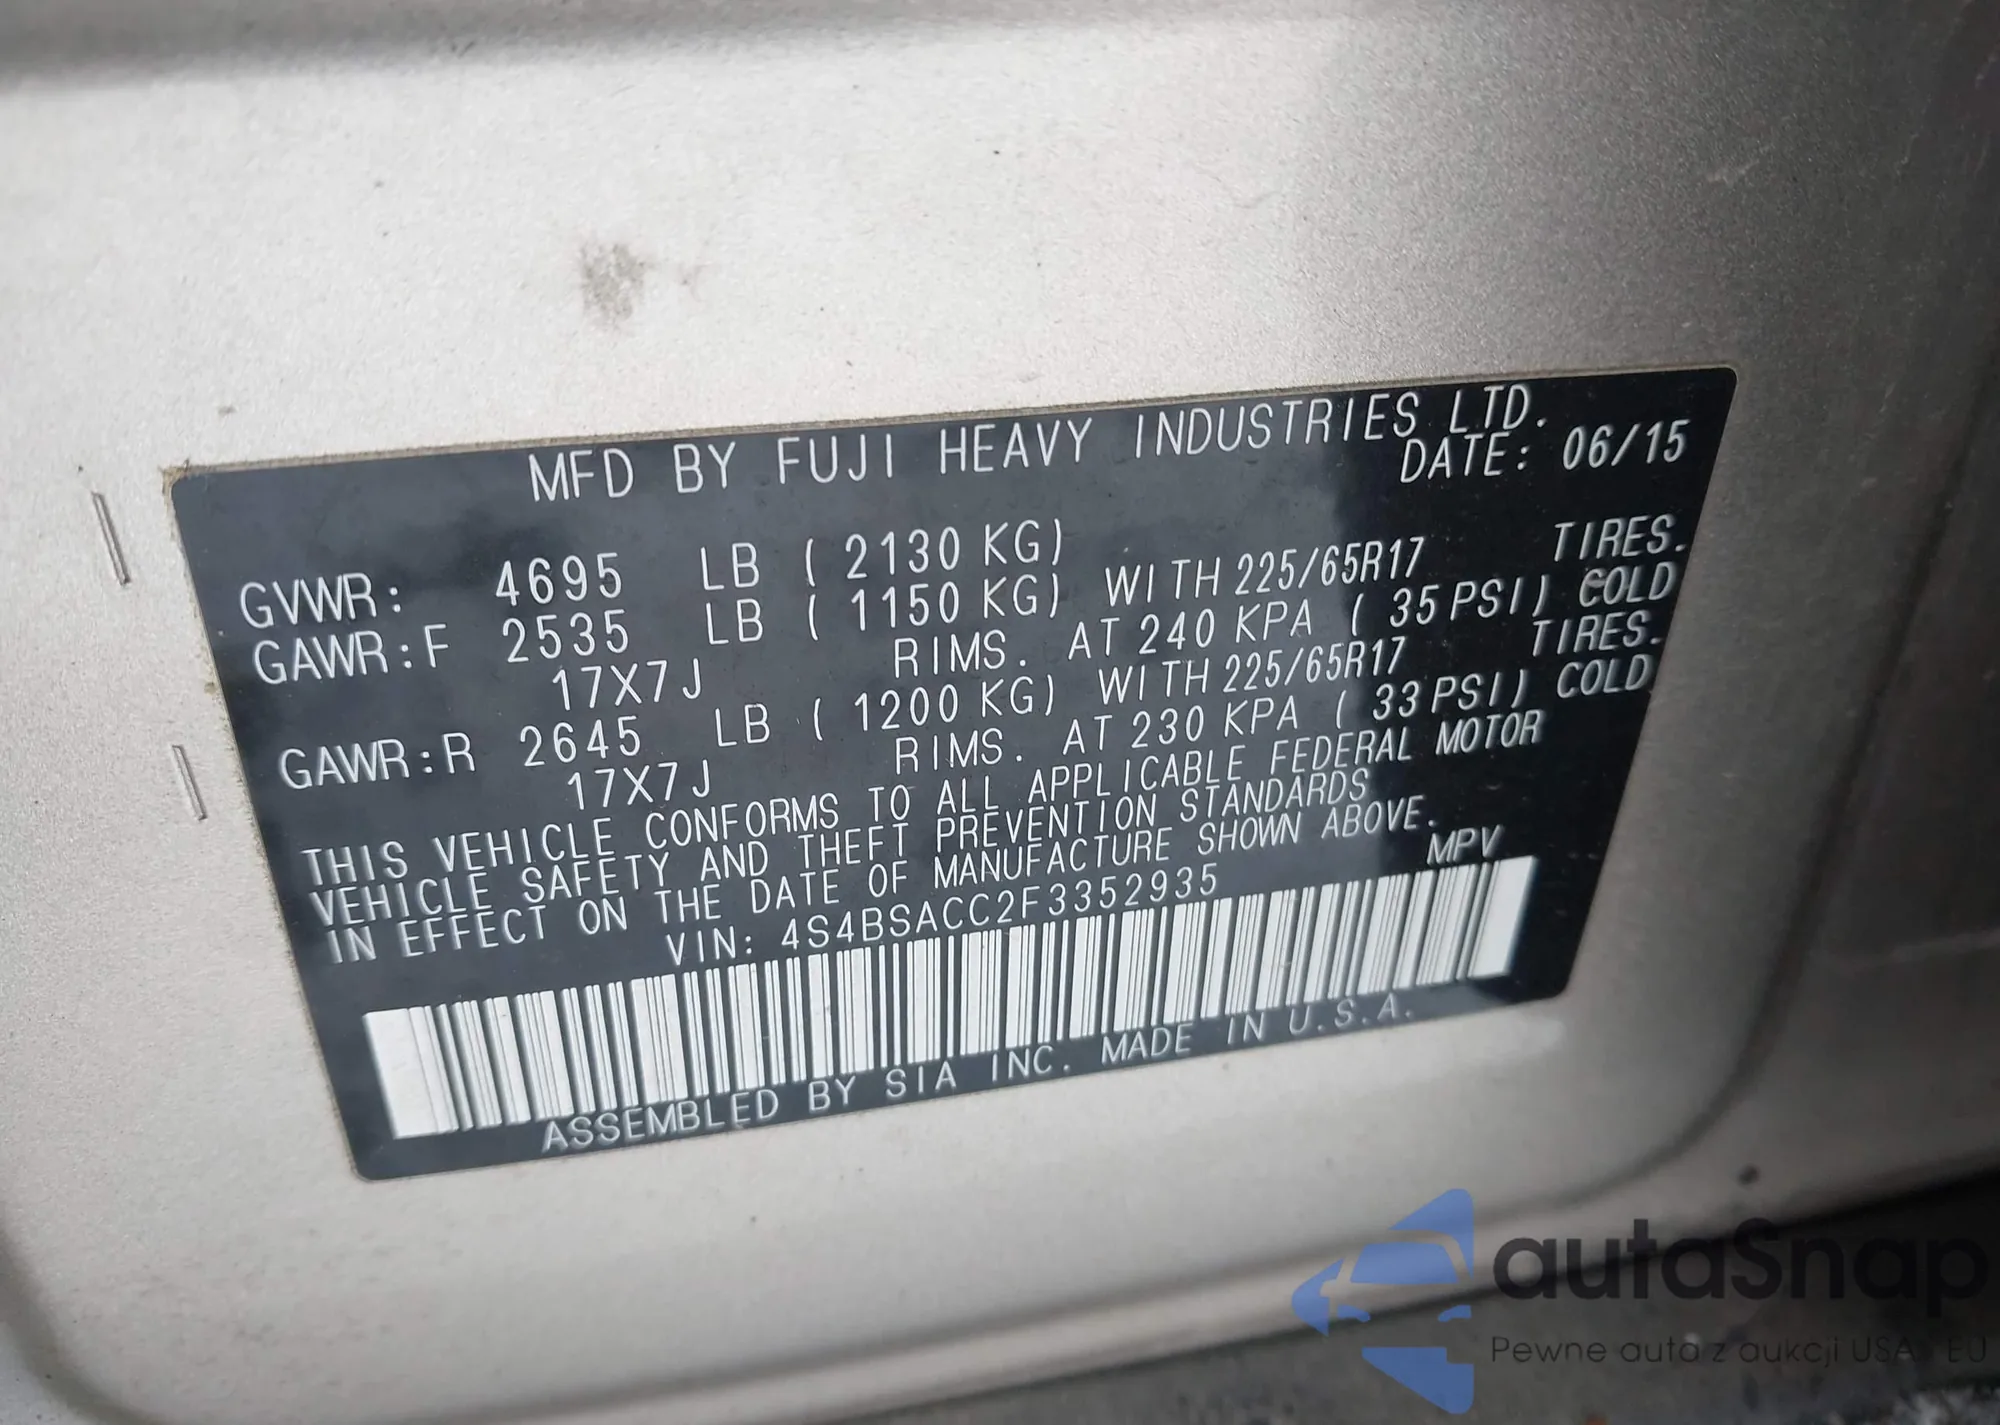 MFD BY FUJI HEAVY INDUSTRIES LTD.
DATE: 06/15
GVWR: 4695 LB ( 2130 KG)
GAWR:F 2535 LB ( 1150 KG) WITH 225/65R17 TIRES.
17X7J RIMS. AT 240 KPA ( 35PSI) COLD
GAWR:R 2645 LB ( 1200 KG) WITH 225/65R17 TIRES.
17X7J RIMS. AT 230 KPA ( 33PSI) COLD
THIS VEHICLE CONFORMS TO ALL APPLICABLE FEDERAL MOTOR
VEHICLE SAFETY AND THEFT PREVENTION STANDARDS
IN EFFECT ON THE DATE OF MANUFACTURE SHOWN ABOVE.
VIN: 4S4BSACC2F3352935 MPV
ASSEMBLED BY SIA INC. MADE IN U.S.A.
autaSnap
Pewne auta z aukcji USA i EU